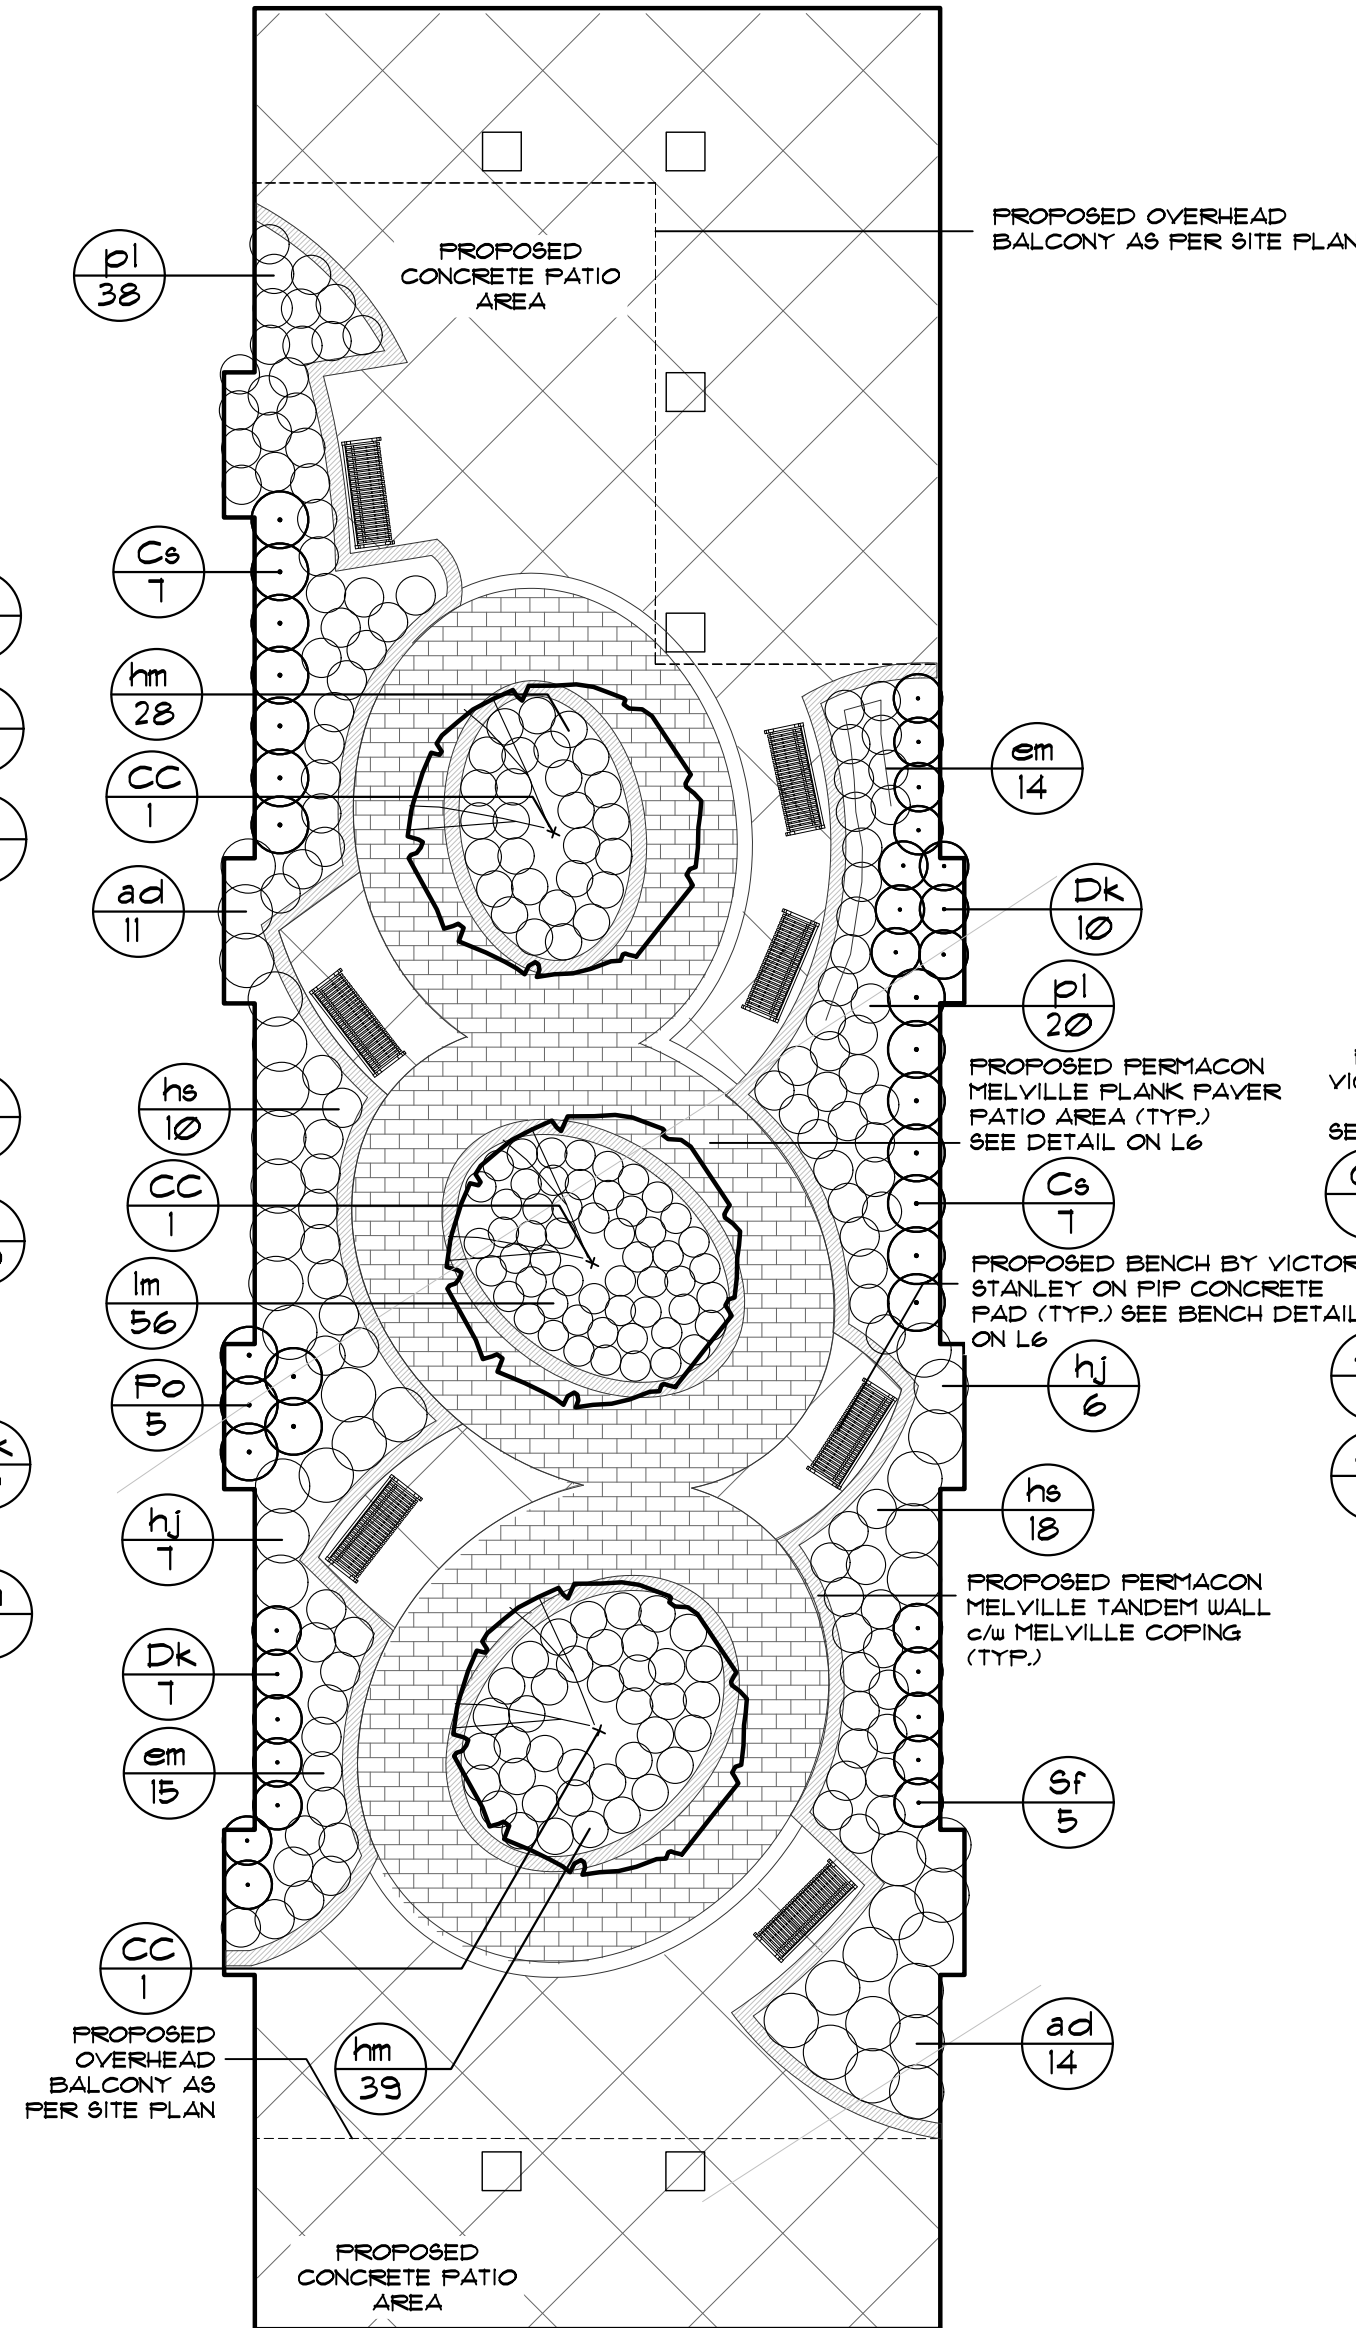 PROPOSED OVERHEAD
BALCONY AS PER SITE PLAN
PROPOSED
CONCRETE PATIO
AREA
pl
38
Cs
7
hm
28
CC
1
em
14
ad
11
Dk
10
pl
20
PROPOSED PERMACON
MELVILLE PLANK PAVER
PATIO AREA (TYP.)
SEE DETAIL ON L6
hs
10
CC
1
Cs
7
PROPOSED BENCH BY VICTOR
STANLEY ON PIP CONCRETE
PAD (TYP.) SEE BENCH DETAIL
ON L6
lm
56
Po
5
hj
6
hs
18
hj
7
PROPOSED PERMACON
MELVILLE TANDEM WALL
c/w MELVILLE COPING
(TYP.)
Dk
7
em
15
Sf
5
CC
1
PROPOSED
OVERHEAD
BALCONY AS
PER SITE PLAN
hm
39
ad
14
PROPOSED
CONCRETE PATIO
AREA